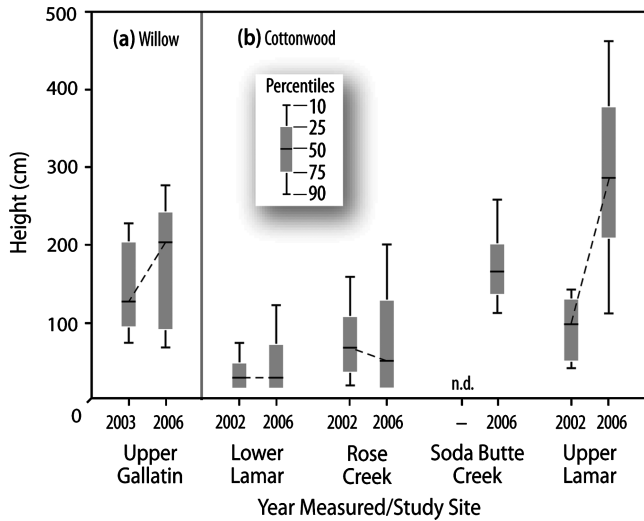 500
400
300
200
100
0
Height (cm)
(a) Willow
(b) Cottonwood
Percentiles
10
25
50
75
90
n.d.
2003 2006 2002 2006 2002 2006 – 2006 2002 2006
Upper Lower Rose Soda Butte Upper
Gallatin Lamar Creek Creek Lamar
Year Measured/Study Site